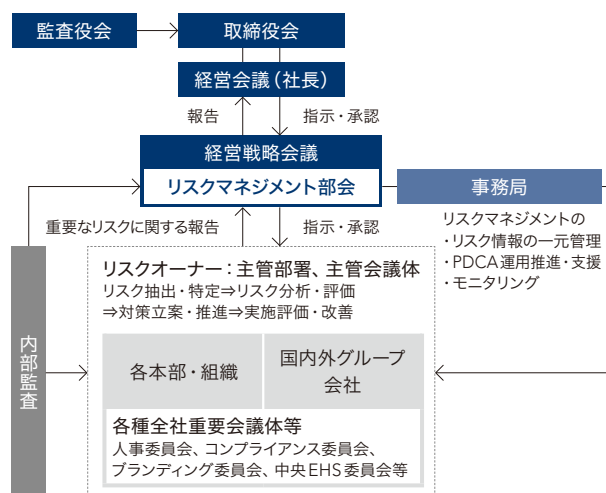 監査役会
取締役会
経営会議（社長）
報告
指示・承認
経営戦略会議
リスクマネジメント部会
事務局
重要なリスクに関する報告
指示・承認
リスクマネジメントの
・リスク情報の一元管理
・PDCA運用推進・支援
・モニタリング
リスクオーナー：主管部署、主管会議体
リスク抽出・特定⇒リスク分析・評価
⇒対策立案・推進⇒実施評価・改善
内部監査
各本部・組織
国内外グループ
会社
各種全社重要会議体等
人事委員会、コンプライアンス委員会、
ブランディング委員会、中央EHS委員会等